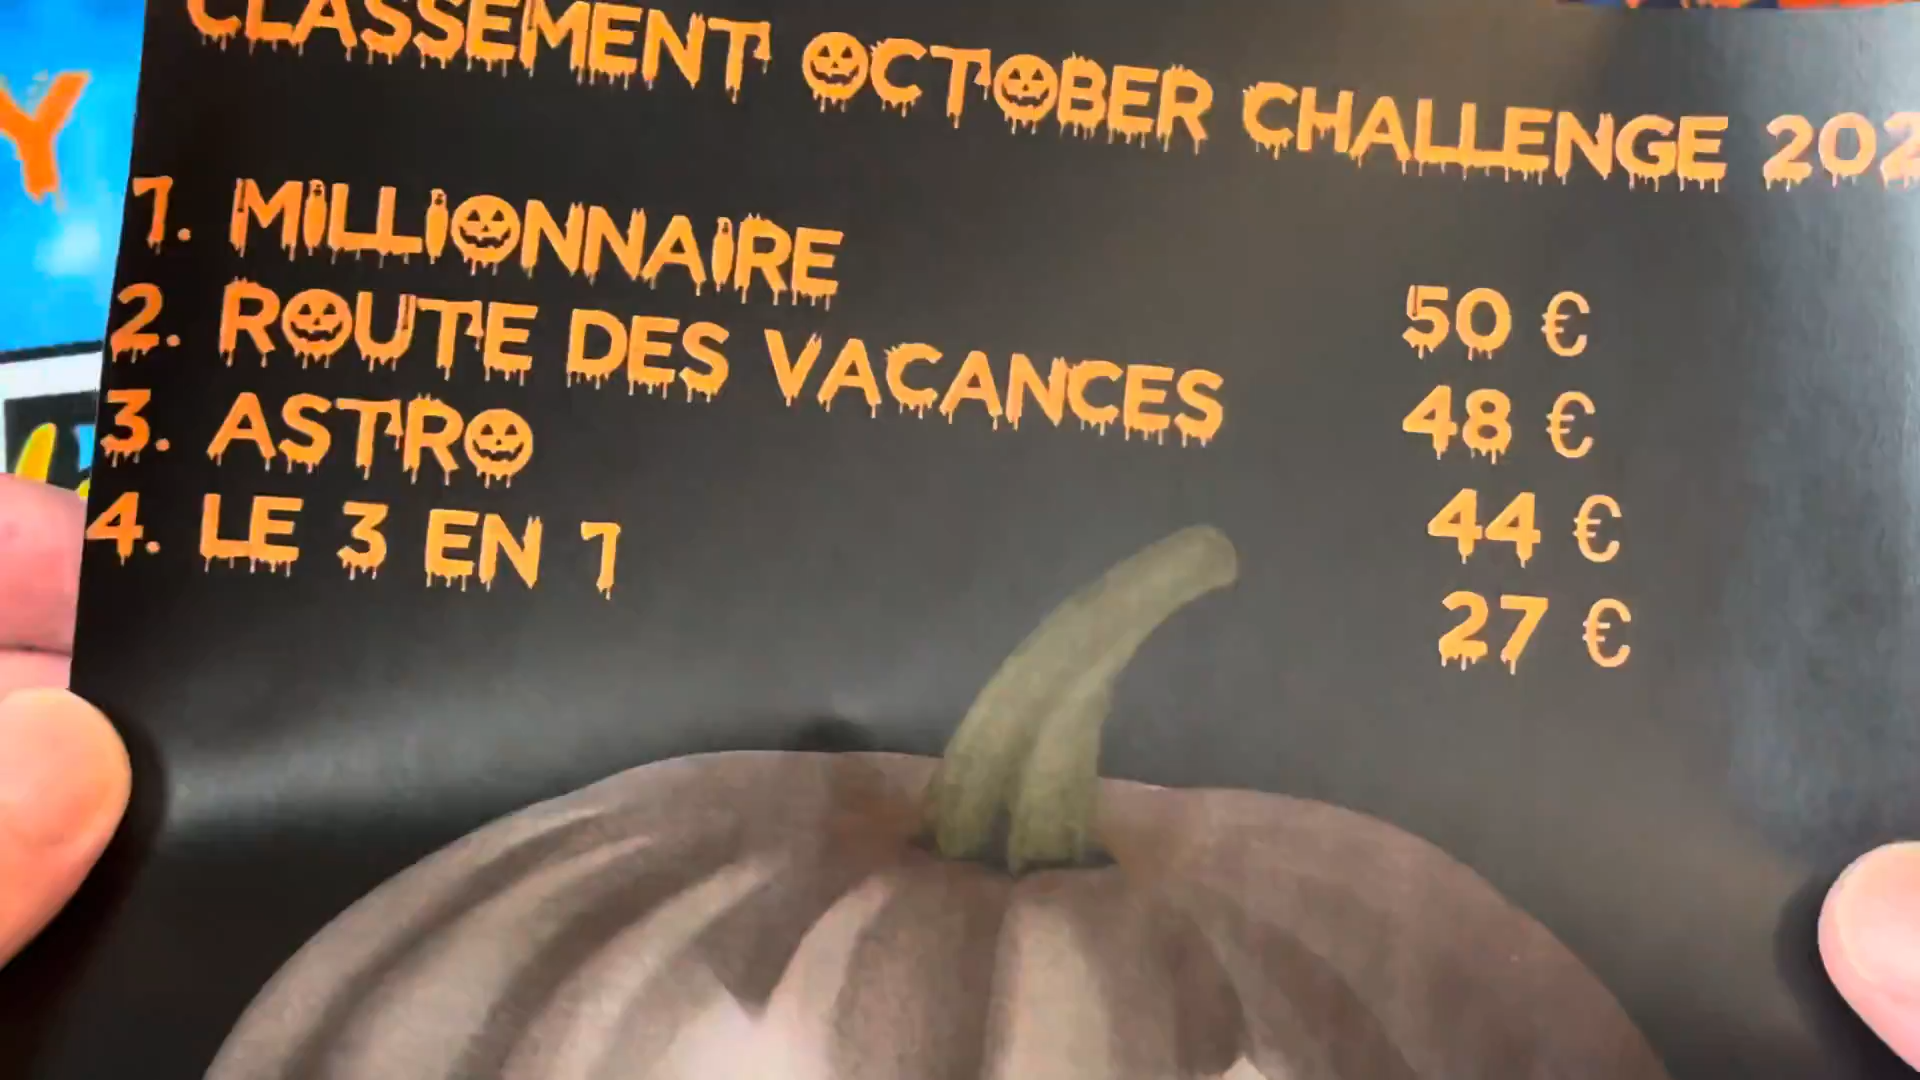 CLASSEMENT OCTOBER CHALLENGE 202
1. MILLIONNAIRE 50 €
2. ROUTE DES VACANCES 48 €
3. ASTRO 44 €
4. LE 3 EN 1 27 €
Y